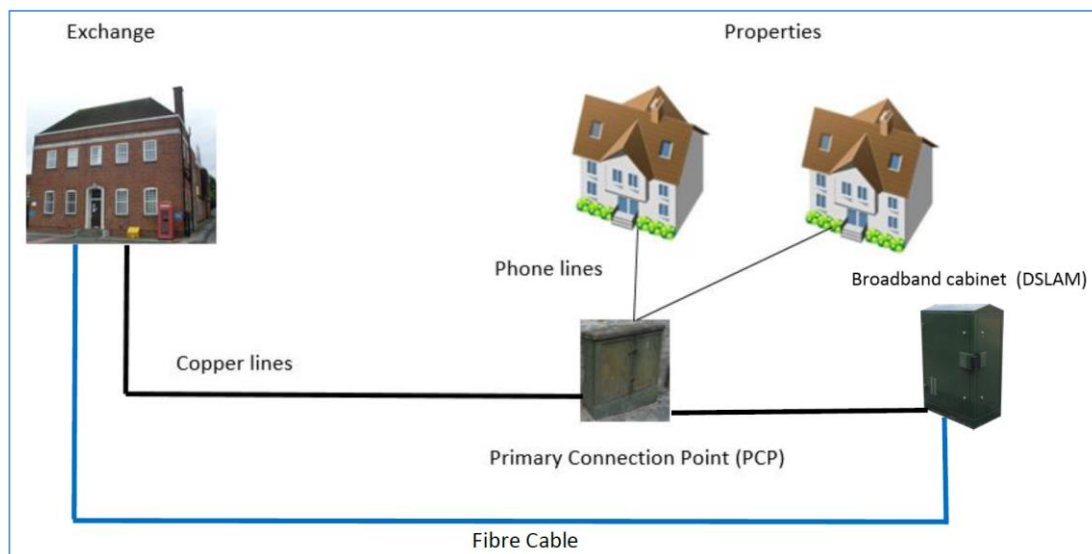 Exchange
Properties
Phone lines
Broadband cabinet  (DSLAM)
Copper lines
Primary Connection Point (PCP)
Fibre Cable